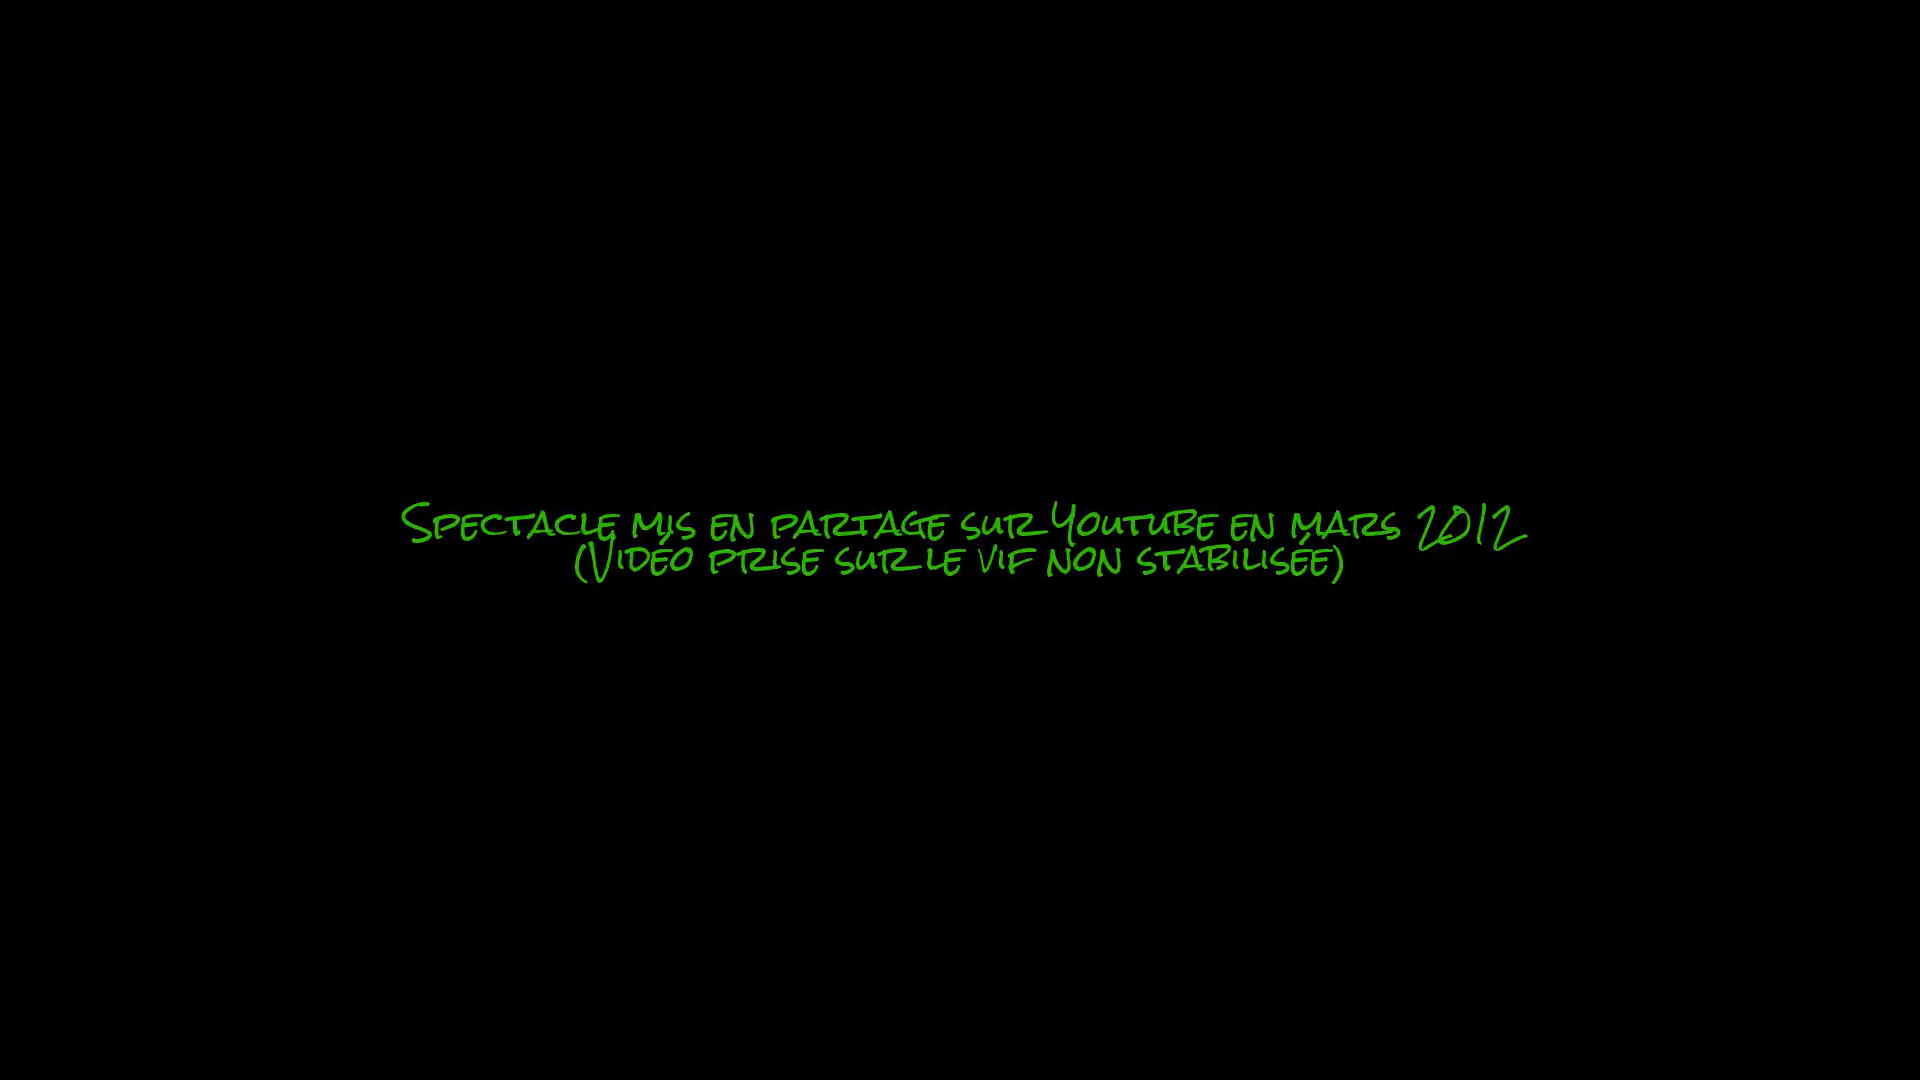 Spectacle mis en partage sur Youtube en mars 2012
(Vidéo prise sur le vif non stabilisée)